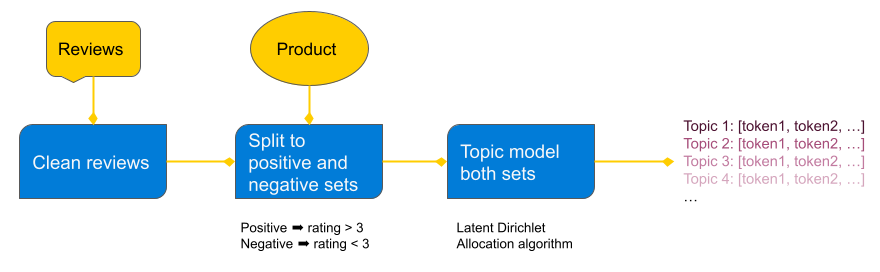 Reviews
Product
Clean reviews
Split to
positive and
negative sets
Topic model
both sets
Topic 1: [token1, token2, …]
Topic 2: [token1, token2, …]
Topic 3: [token1, token2, …]
Topic 4: [token1, token2, …]
…
Positive ➡ rating > 3
Negative ➡ rating < 3
Latent Dirichlet
Allocation algorithm